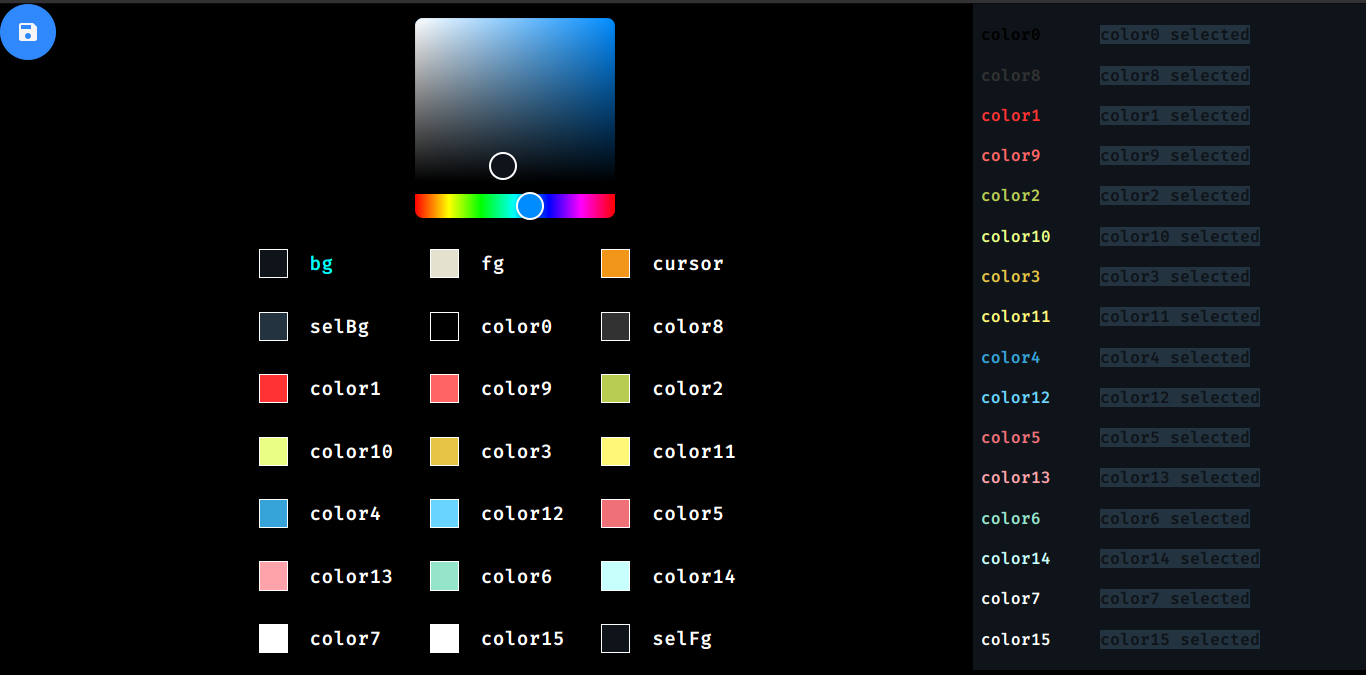 bg fg cursor
selBg color0 color8
color1 color9 color2
color10 color3 color11
color4 color12 color5
color13 color6 color14
color7 color15 selFg
color0 color0 selected
color8 color8 selected
color1 color1 selected
color9 color9 selected
color2 color2 selected
color10 color10 selected
color3 color3 selected
color11 color11 selected
color4 color4 selected
color12 color12 selected
color5 color5 selected
color13 color13 selected
color6 color6 selected
color14 color14 selected
color7 color7 selected
color15 color15 selected